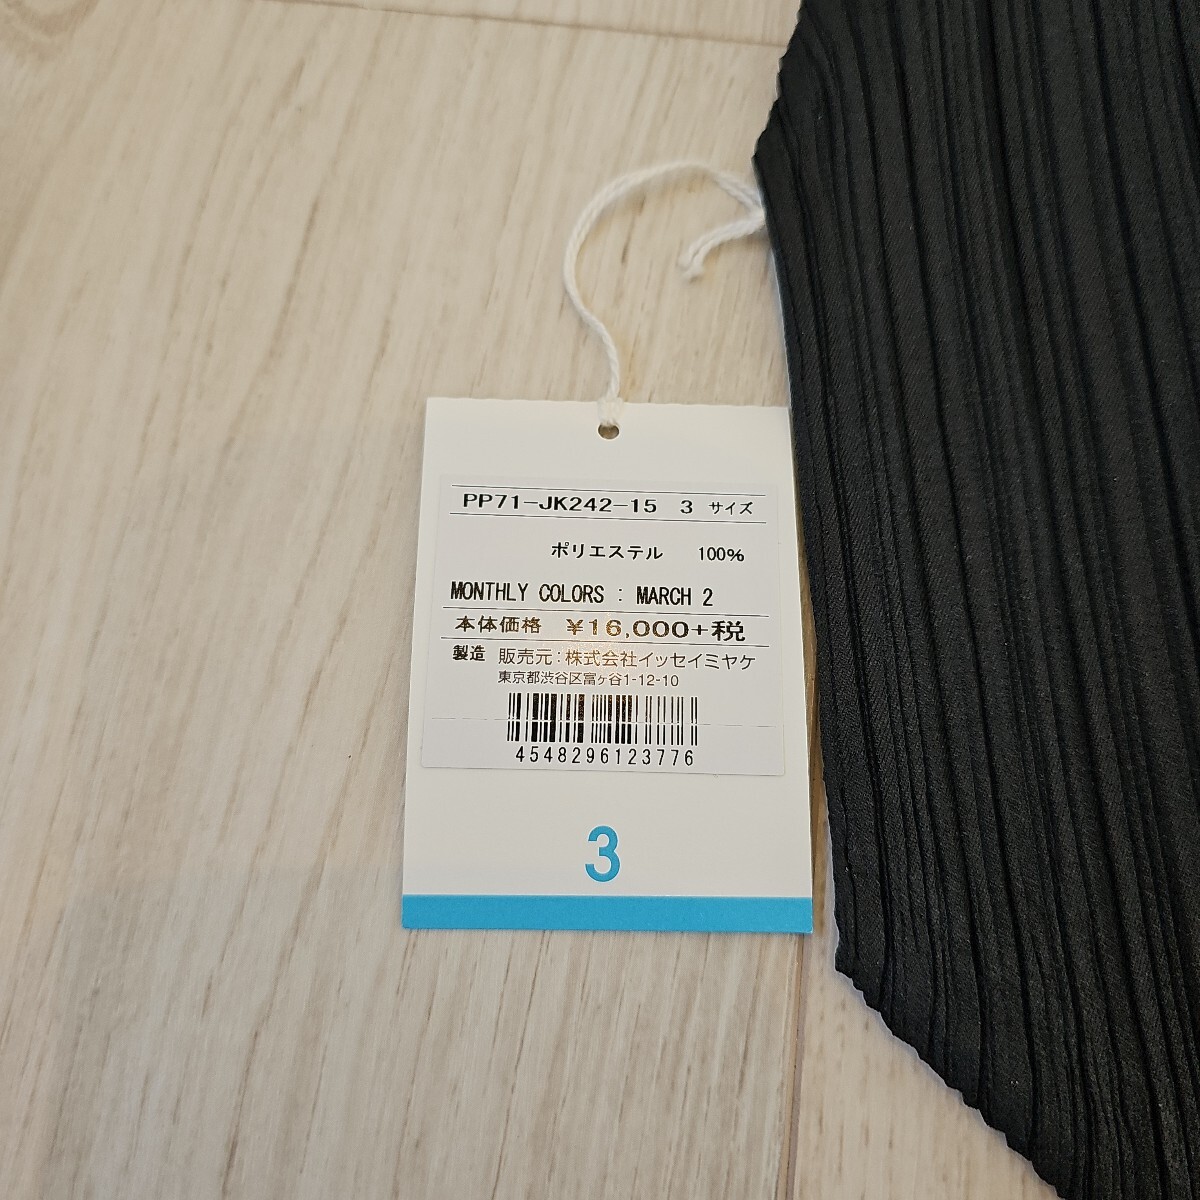 PP71-JK242-15 3 サイズ
ポリエステル 100%
MONTHLY COLORS : MARCH 2
本体価格 ¥16,000+税
製造 販売元:株式会社イッセイミヤケ
東京都渋谷区富ヶ谷1-12-10
4548296123776
3